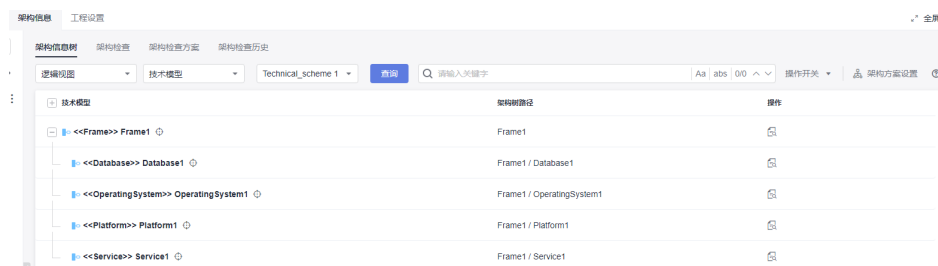 架构信息 工程设置 全屏
架构信息树 架构检查 架构检查方案 架构检查历史
逻辑视图 技术模型 Technical_scheme 1 查询 请输入关键字 Aa abs 0/0 操作开关 架构方案设置
技术模型 架构树路径 操作
<<Frame>> Frame1 Frame1
<<Database>> Database1 Frame1 / Database1
<<OperatingSystem>> OperatingSystem1 Frame1 / OperatingSystem1
<<Platform>> Platform1 Frame1 / Platform1
<<Service>> Service1 Frame1 / Service1